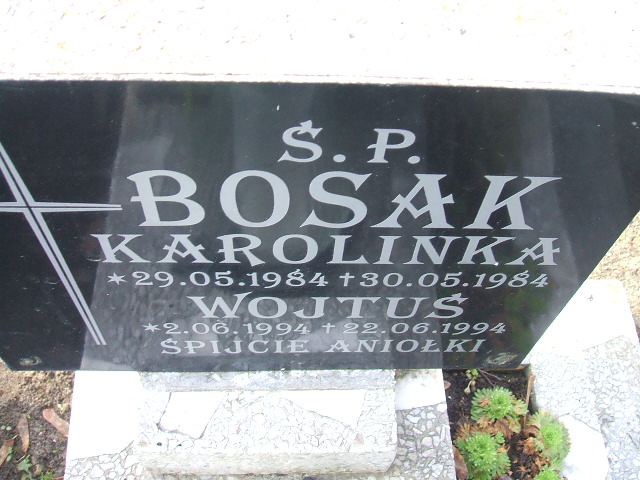 Ś. P.
BOSAK
KAROLINKA
*29.05.1984 †30.05.1984
WOJTUŚ
*2.06.1994 † 22.06.1994
ŚPIJCIE ANIOŁKI